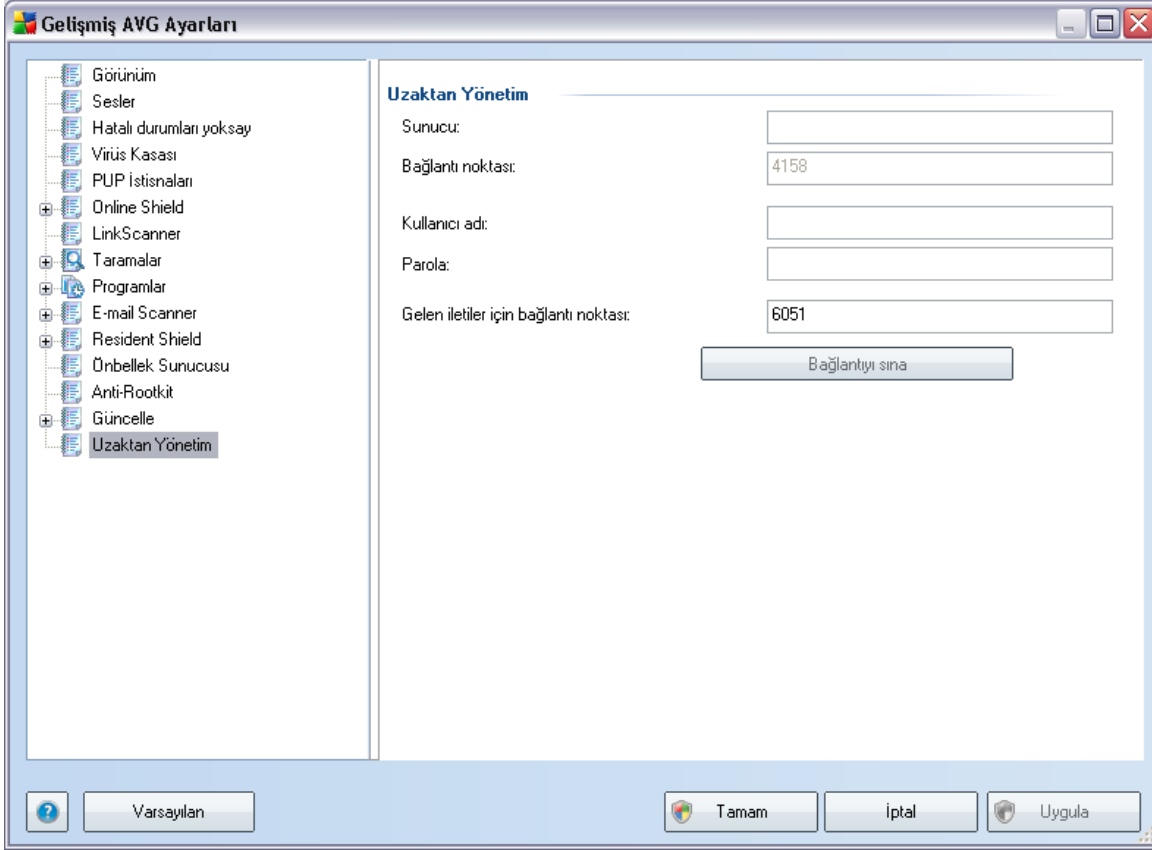 Gelişmiş AVG Ayarları
Görünüm
Sesler
Hatalı durumları yoksay
Virüs Kasası
PUP İstisnaları
Online Shield
LinkScanner
Taramalar
Programlar
E-mail Scanner
Resident Shield
Önbellek Sunucusu
Anti-Rootkit
Güncelle
Uzaktan Yönetim
Uzaktan Yönetim
Sunucu:
Bağlantı noktası: 4158
Kullanıcı adı:
Parola:
Gelen iletiler için bağlantı noktası: 6051
Bağlantıyı sına
? Varsayılan Tamam İptal Uygula